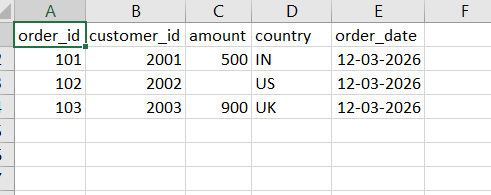 A B C D E F
order_id customer_id amount country order_date
2 101 2001 500 IN 12-03-2026
102 2002 US 12-03-2026
103 2003 900 UK 12-03-2026